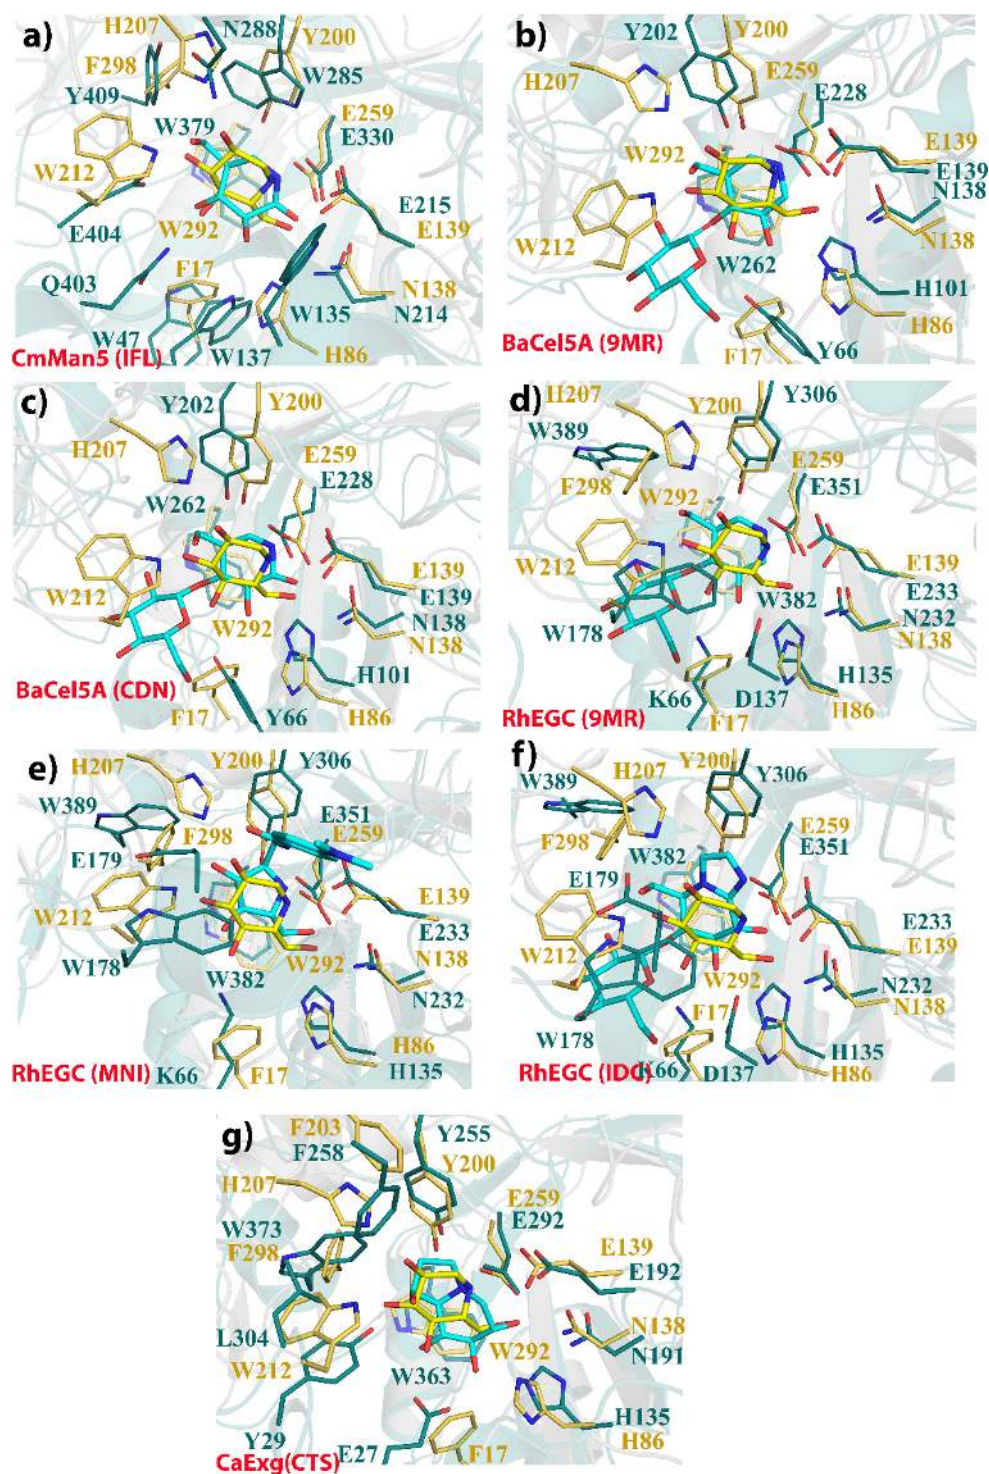 a)
H207 N288 Y200
F298 W285
Y409 E259
W379 E330
W212
E215
W292 E139
E404
F17 N138
Q403 W135 N214
W47 H86
CmMan5 (IFL) W137
b)
Y202 Y200
H207 E259
E228
W292 E139
E139
N138
W212 N138
W262
H101
BaCel5A (9MR) H86
F17 Y66
c)
Y202 Y200
H207
E259
W262 E228
E139
W212 E139
W292 N138
N138
BaCel5A (CDN) H101
F17 Y66 H86
d)
H207 Y200 Y306
W389
E259
F298 W292 E351
W212 E139
W382 E233
W178 N232
N138
K66 D137 H135
RhEGC (9MR) F17 H86
e)
H207 Y200 Y306
W389
E351
F298 E259
E179
E139
W212 E233
W178 W292 N138
W382 N232
H86
RhEGC (MNI) K66 F17 H135
f)
H207 Y200 Y306
W389
F298 E259
W382 E351
E179
E233
W212 E139
W292 N232
F17 N138
W178
H135
RhEGC (IDC) K66 D137 H86
g)
F203 Y255
F258 Y200
H207 E259
E292
W373
F298 E139
E192
L304 N138
W212 W292 N191
W363
H135
Y29 E27 F17 H86
CaExg(CTS)